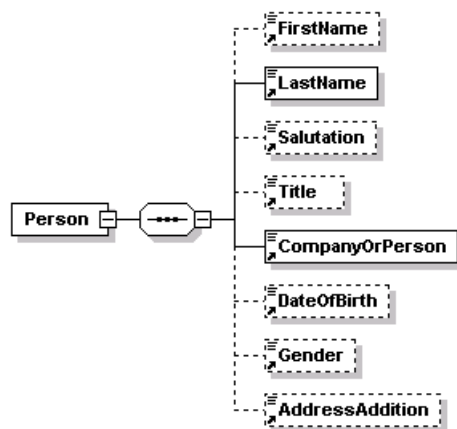 FirstName
LastName
Salutation
Title
Person
CompanyOrPerson
DateOfBirth
Gender
AddressAddition